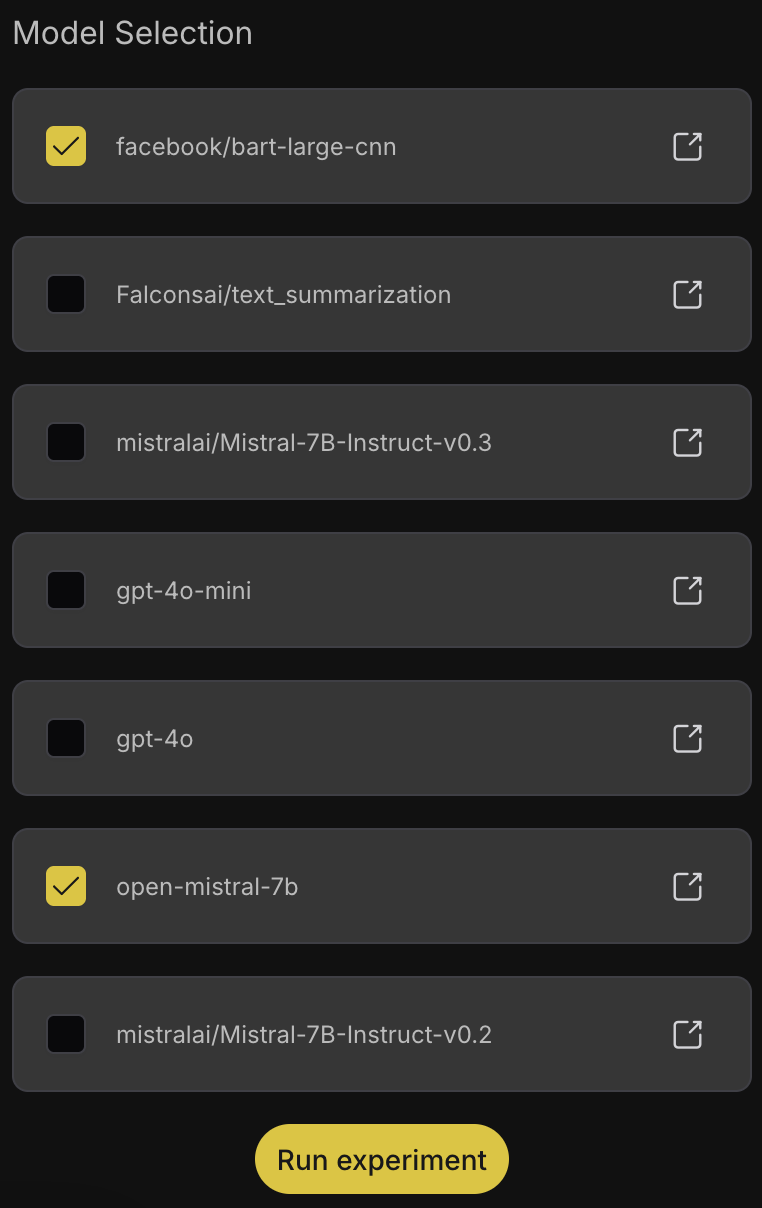 Model Selection
facebook/bart-large-cnn
Falconsai/text_summarization
mistralai/Mistral-7B-Instruct-v0.3
gpt-4o-mini
gpt-4o
open-mistral-7b
mistralai/Mistral-7B-Instruct-v0.2
Run experiment